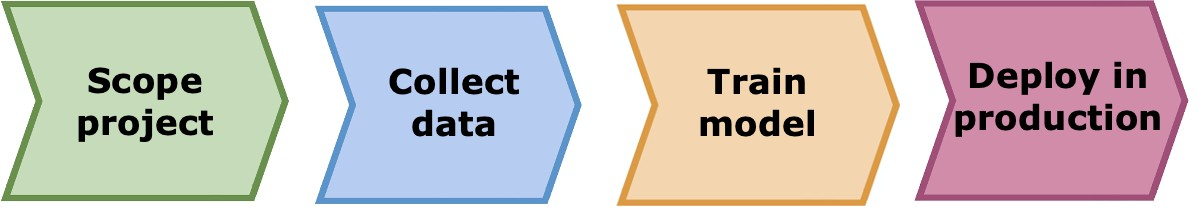 Scope
project
Collect
data
Train
model
Deploy in
production